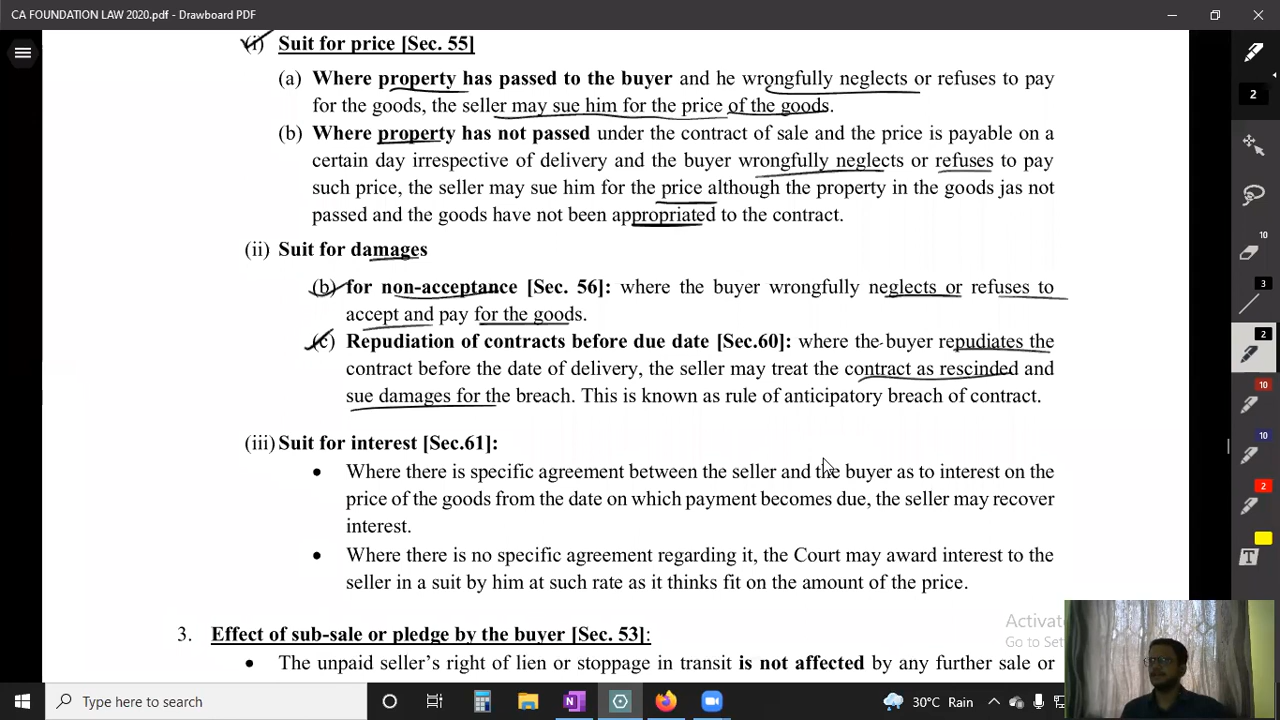 CA FOUNDATION LAW 2020.pdf - Drawboard PDF
(i) Suit for price [Sec. 55]
(a) Where property has passed to the buyer and he wrongfully neglects or refuses to pay
for the goods, the seller may sue him for the price of the goods.
(b) Where property has not passed under the contract of sale and the price is payable on a
certain day irrespective of delivery and the buyer wrongfully neglects or refuses to pay
such price, the seller may sue him for the price although the property in the goods jas not
passed and the goods have not been appropriated to the contract.
(ii) Suit for damages
(b) for non-acceptance [Sec. 56]: where the buyer wrongfully neglects or refuses to
accept and pay for the goods.
(c) Repudiation of contracts before due date [Sec.60]: where the buyer repudiates the
contract before the date of delivery, the seller may treat the contract as rescinded and
sue damages for the breach. This is known as rule of anticipatory breach of contract.
(iii) Suit for interest [Sec.61]:
• Where there is specific agreement between the seller and the buyer as to interest on the
price of the goods from the date on which payment becomes due, the seller may recover
interest.
• Where there is no specific agreement regarding it, the Court may award interest to the
seller in a suit by him at such rate as it thinks fit on the amount of the price.
3. Effect of sub-sale or pledge by the buyer [Sec. 53]:
• The unpaid seller's right of lien or stoppage in transit is not affected by any further sale or
2
10
3
2
10
10
2
T
Activat
Go to Set
Type here to search
30°C Rain